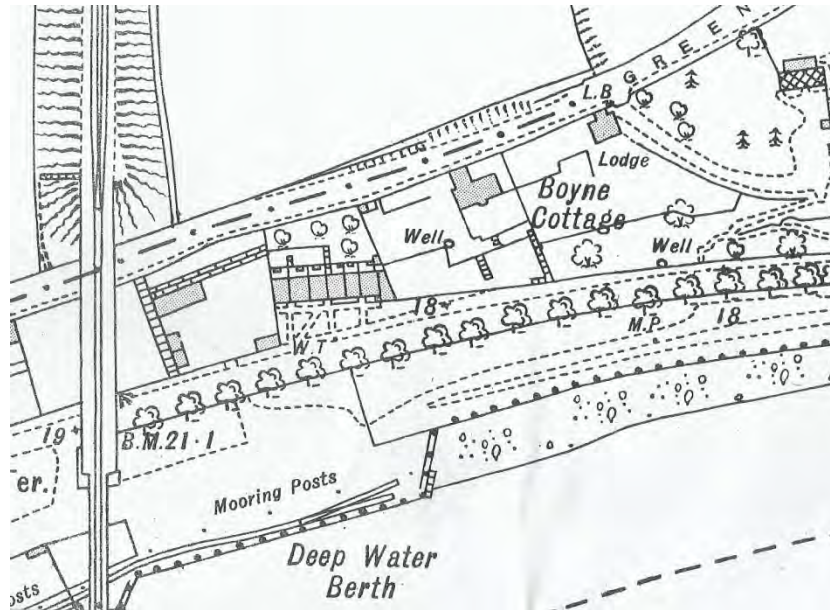 GREEN
L.B
Lodge
Boyne
Cottage
Well
Well
18
M.P.
18
W.T
19
B.M.21·1
er.
Mooring Posts
Deep Water
Berth
osts